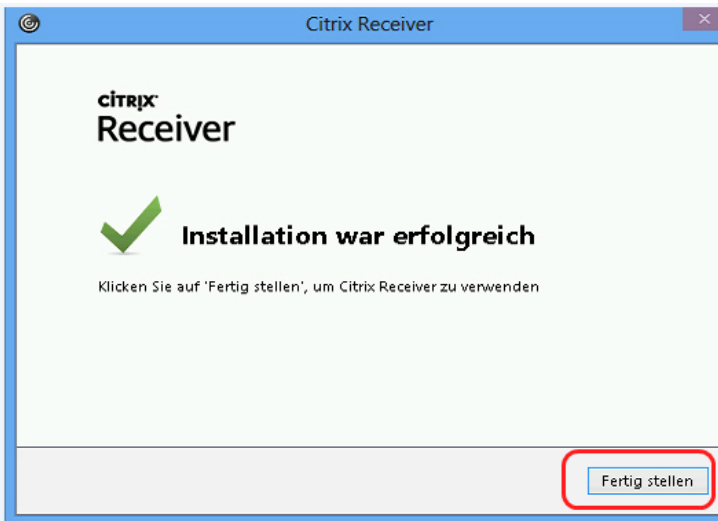 Citrix Receiver
CITRIX
Receiver
Installation war erfolgreich
Klicken Sie auf 'Fertig stellen', um Citrix Receiver zu verwenden
Fertig stellen